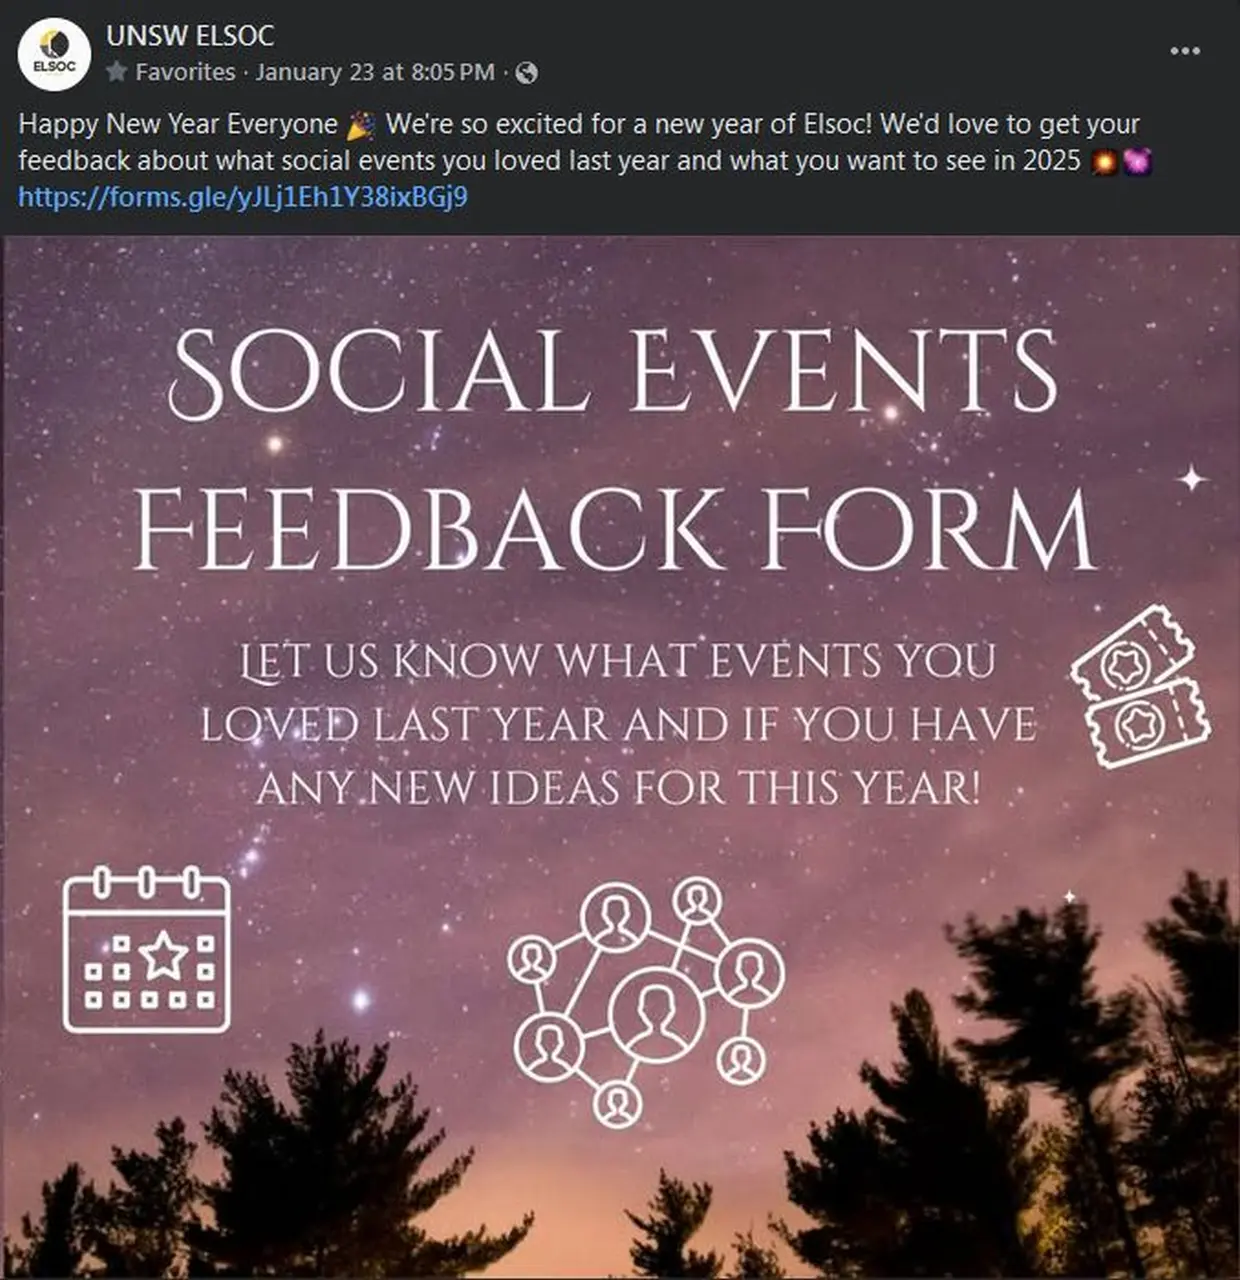 UNSW ELSOC
ELSOC
Favorites · January 23 at 8:05 PM ·
Happy New Year Everyone 🎉 We're so excited for a new year of Elsoc! We'd love to get your
feedback about what social events you loved last year and what you want to see in 2025 💥💓
https://forms.gle/yJLj1Eh1Y38ixBGj9
SOCIAL EVENTS
FEEDBACK FORM
LET US KNOW WHAT EVENTS YOU
LOVED LAST YEAR AND IF YOU HAVE
ANY NEW IDEAS FOR THIS YEAR!